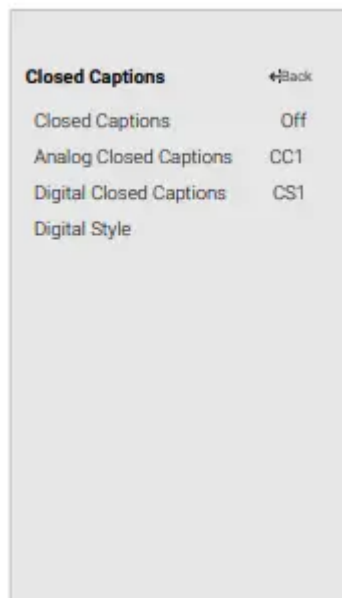 Closed Captions Back
Closed Captions Off
Analog Closed Captions CC1
Digital Closed Captions CS1
Digital Style